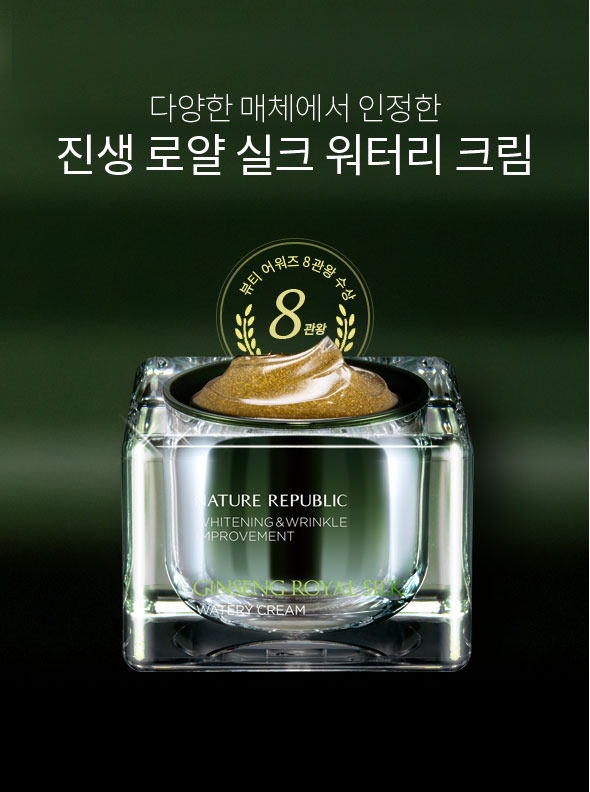 다양한 매체에서 인정한
진생 로얄 실크 워터리 크림
뷰티 어워즈 8관왕 수상
8관왕
NATURE REPUBLIC
WHITENING & WRINKLE
IMPROVEMENT
GINSENG ROYAL SILK
WATERY CREAM